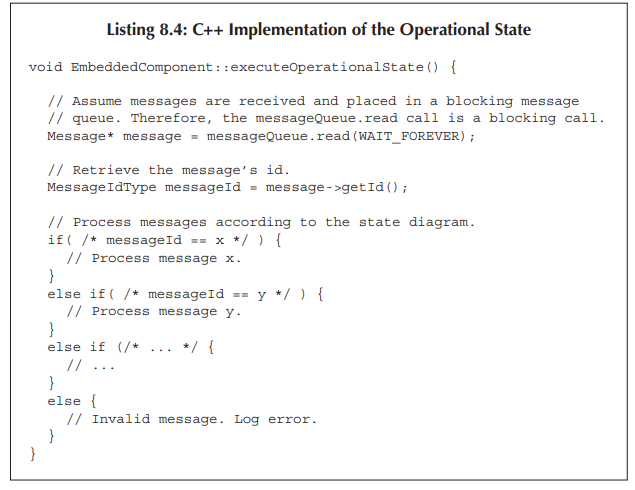 Listing 8.4: C++ Implementation of the Operational State
void EmbeddedComponent::executeOperationalState() {
// Assume messages are received and placed in a blocking message
// queue. Therefore, the messageQueue.read call is a blocking call.
Message* message = messageQueue.read(WAIT_FOREVER);
// Retrieve the message's id.
MessageIdType messageId = message->getId();
// Process messages according to the state diagram.
if( /* messageId == x */ ) {
// Process message x.
}
else if( /* messageId == y */ ) {
// Process message y.
}
else if (/* ... */ {
// ...
}
else {
// Invalid message. Log error.
}
}